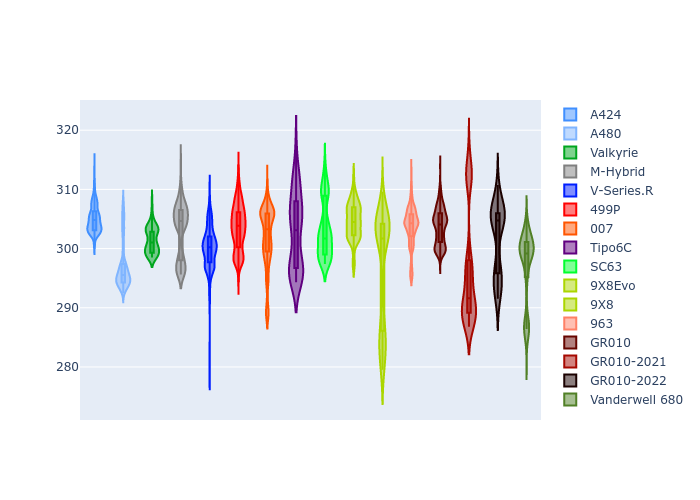 320
310
300
290
280
A424
A480
Valkyrie
M-Hybrid
V-Series.R
499P
007
Tipo6C
SC63
9X8Evo
9X8
963
GR010
GR010-2021
GR010-2022
Vanderwell 680